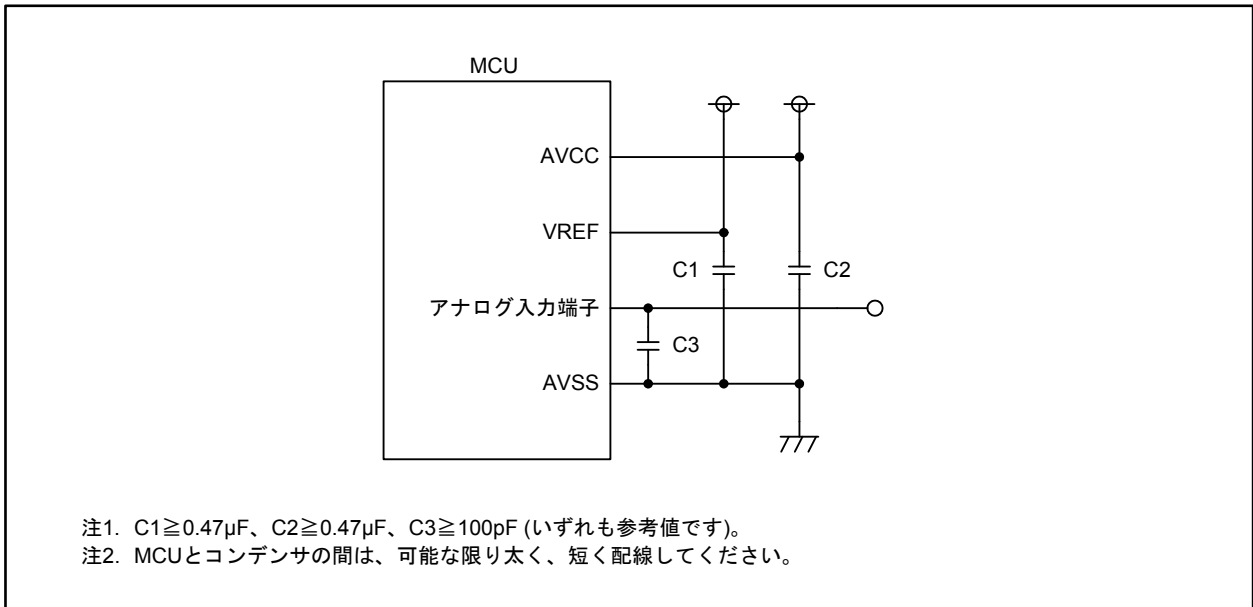 MCU
AVCC
VREF
C1
C2
アナログ入力端子
C3
AVSS
注1. C1≧0.47µF、C2≧0.47µF、C3≧100pF (いずれも参考値です)。
注2. MCUとコンデンサの間は、可能な限り太く、短く配線してください。